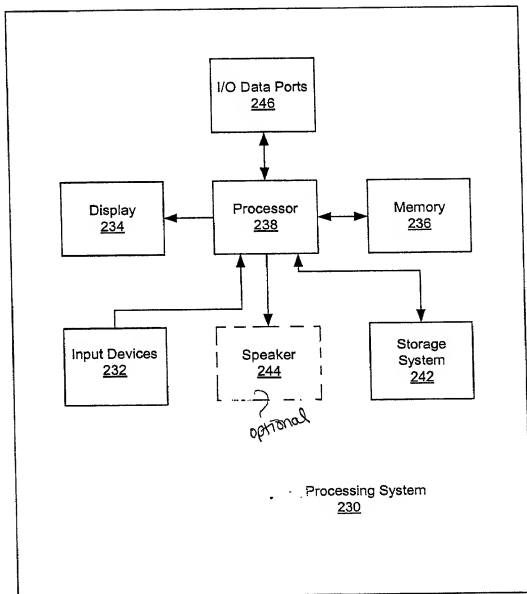 I/O Data Ports
246
Display
234
Processor
238
Memory
236
Input Devices
232
Speaker
244
Storage
System
242
optional
Processing System
230